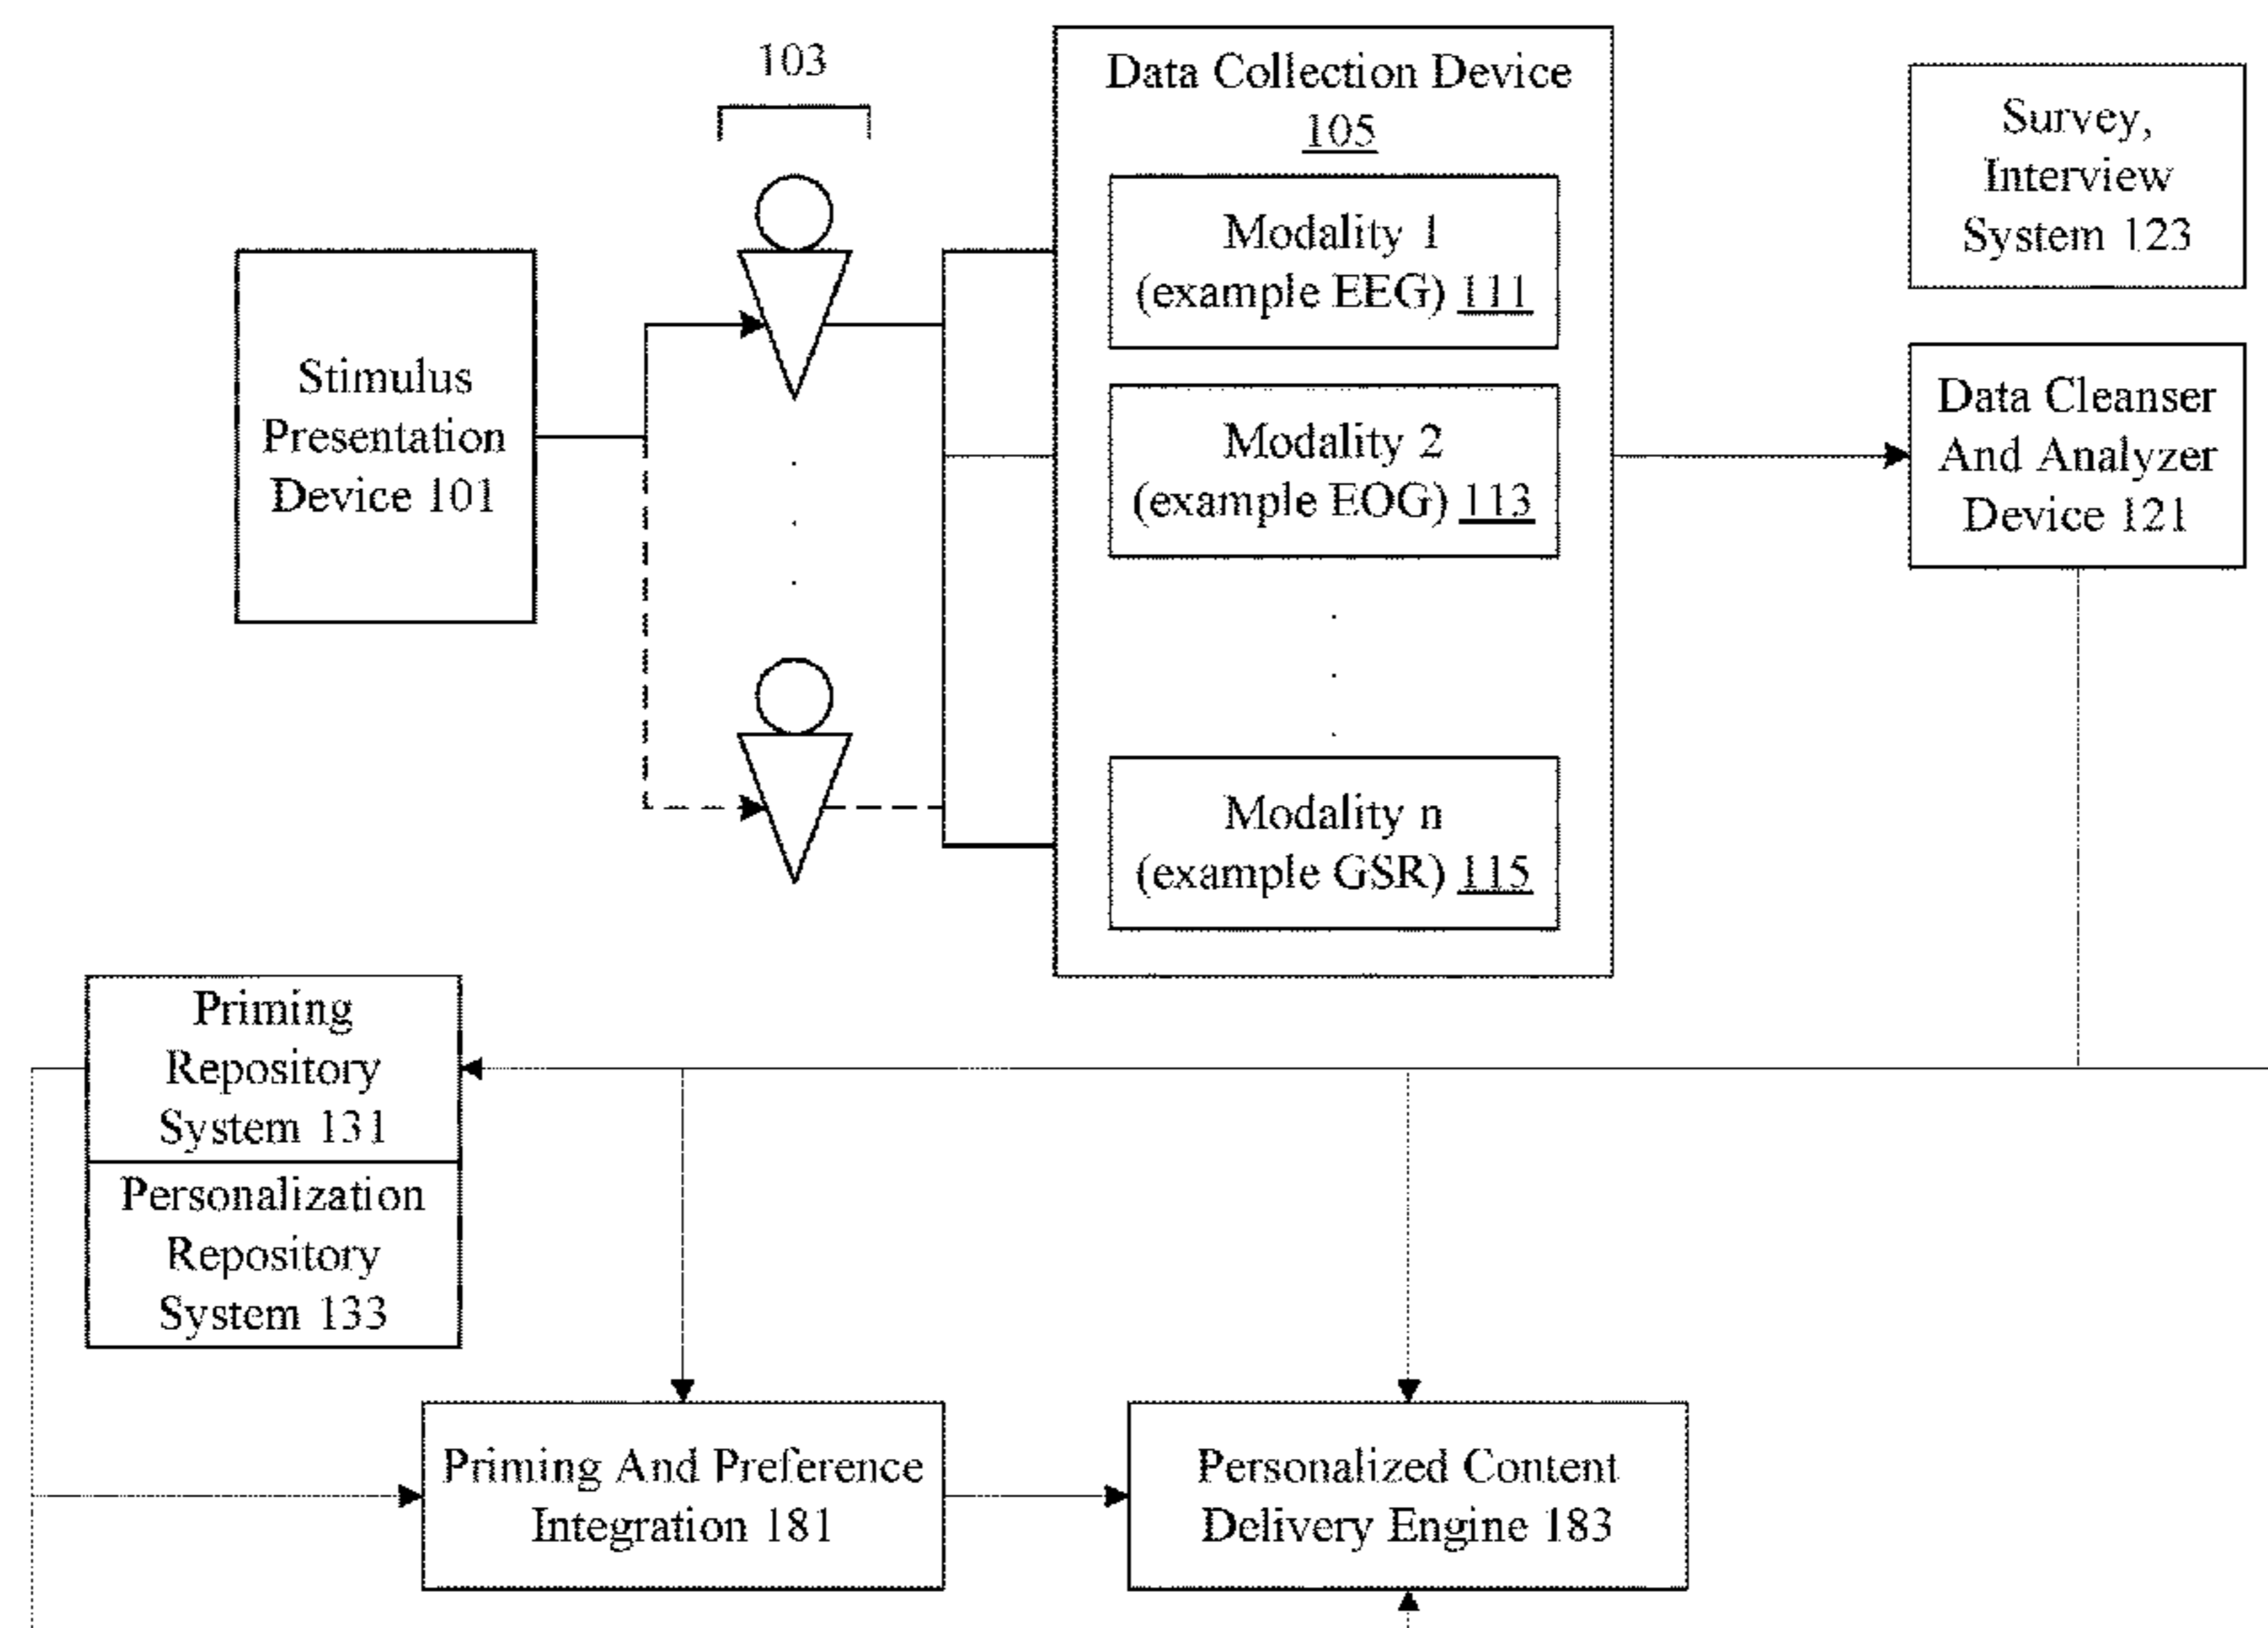 103
Data Collection Device
105
Survey,
Interview
System 123
Modality 1
(example EEG) 111
Stimulus
Presentation
Device 101
Modality 2
(example EOG) 113
Data Cleanser
And Analyzer
Device 121
Modality n
(example GSR) 115
Priming
Repository
System 131
Personalization
Repository
System 133
Priming And Preference
Integration 181
Personalized Content
Delivery Engine 183